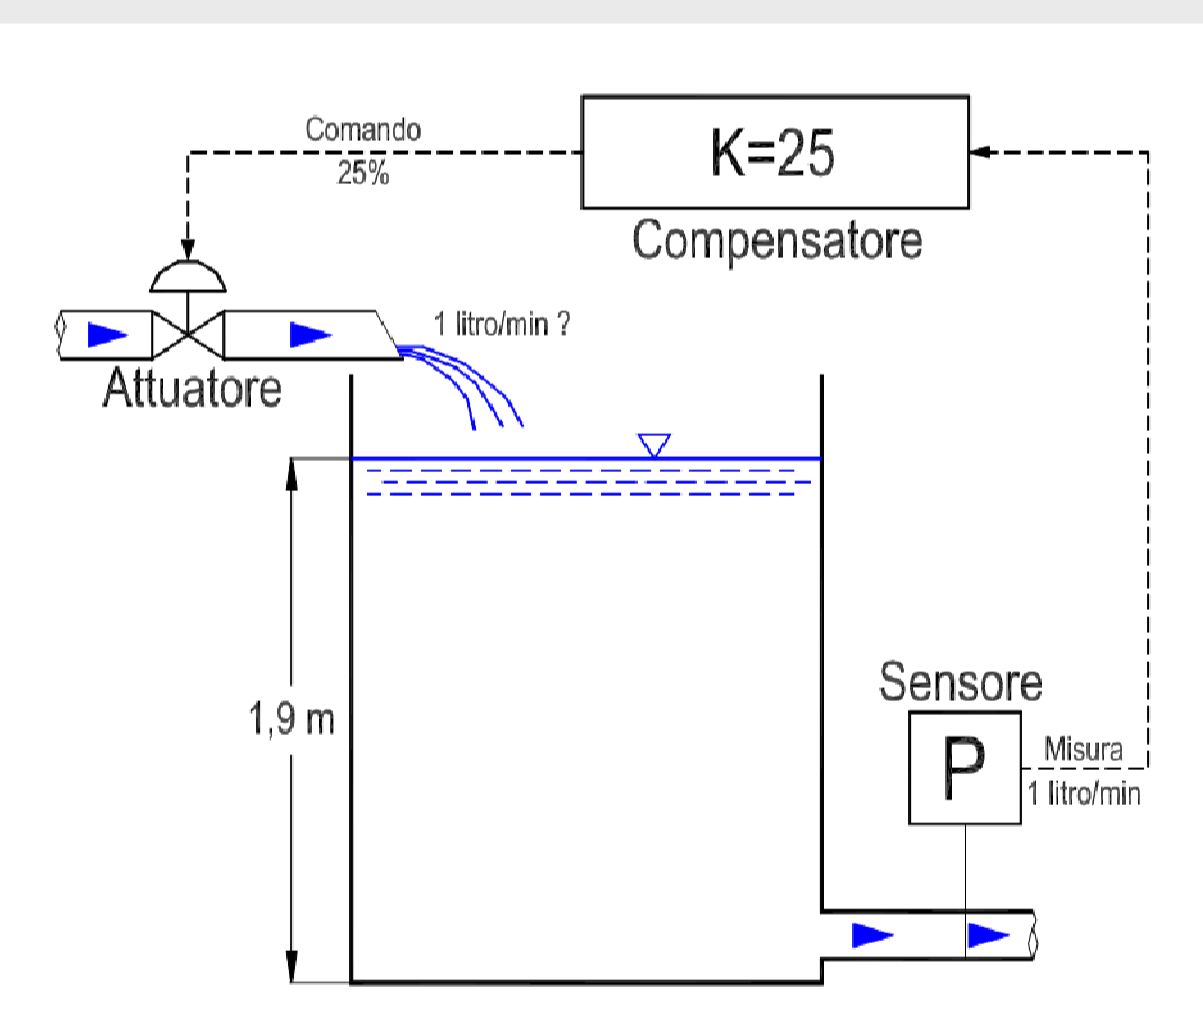 Comando
25%
K=25
Compensatore
1 litro/min ?
Attuatore
1,9 m
Sensore
P
Misura
1 litro/min